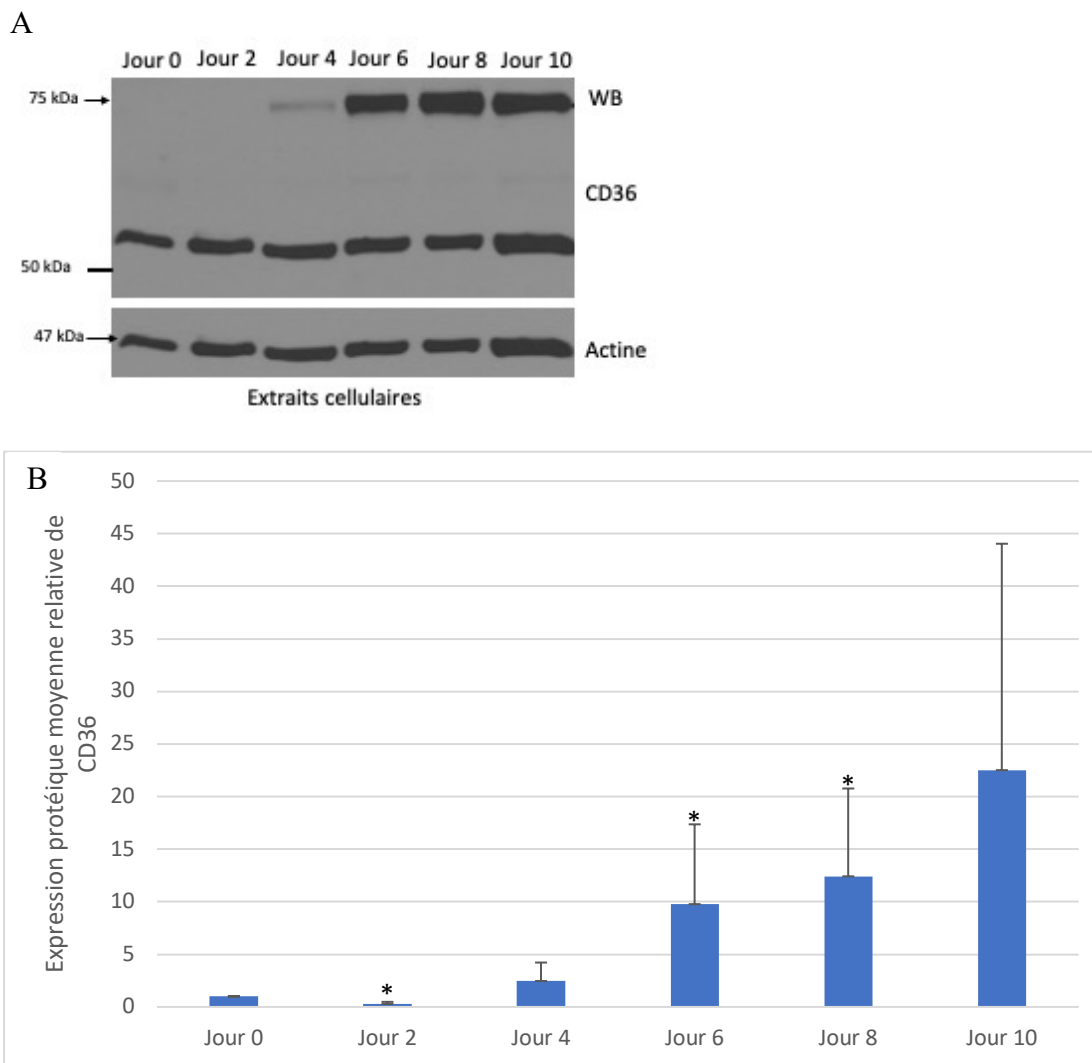 A
Jour 0 Jour 2 Jour 4 Jour 6 Jour 8 Jour 10
75 kDa
WB
CD36
50 kDa
47 kDa
Actine
Extraits cellulaires
B
Expression protéique moyenne relative de
CD36
50
45
40
35
30
25
20
15
10
5
0
*
*
*
Jour 0 Jour 2 Jour 4 Jour 6 Jour 8 Jour 10